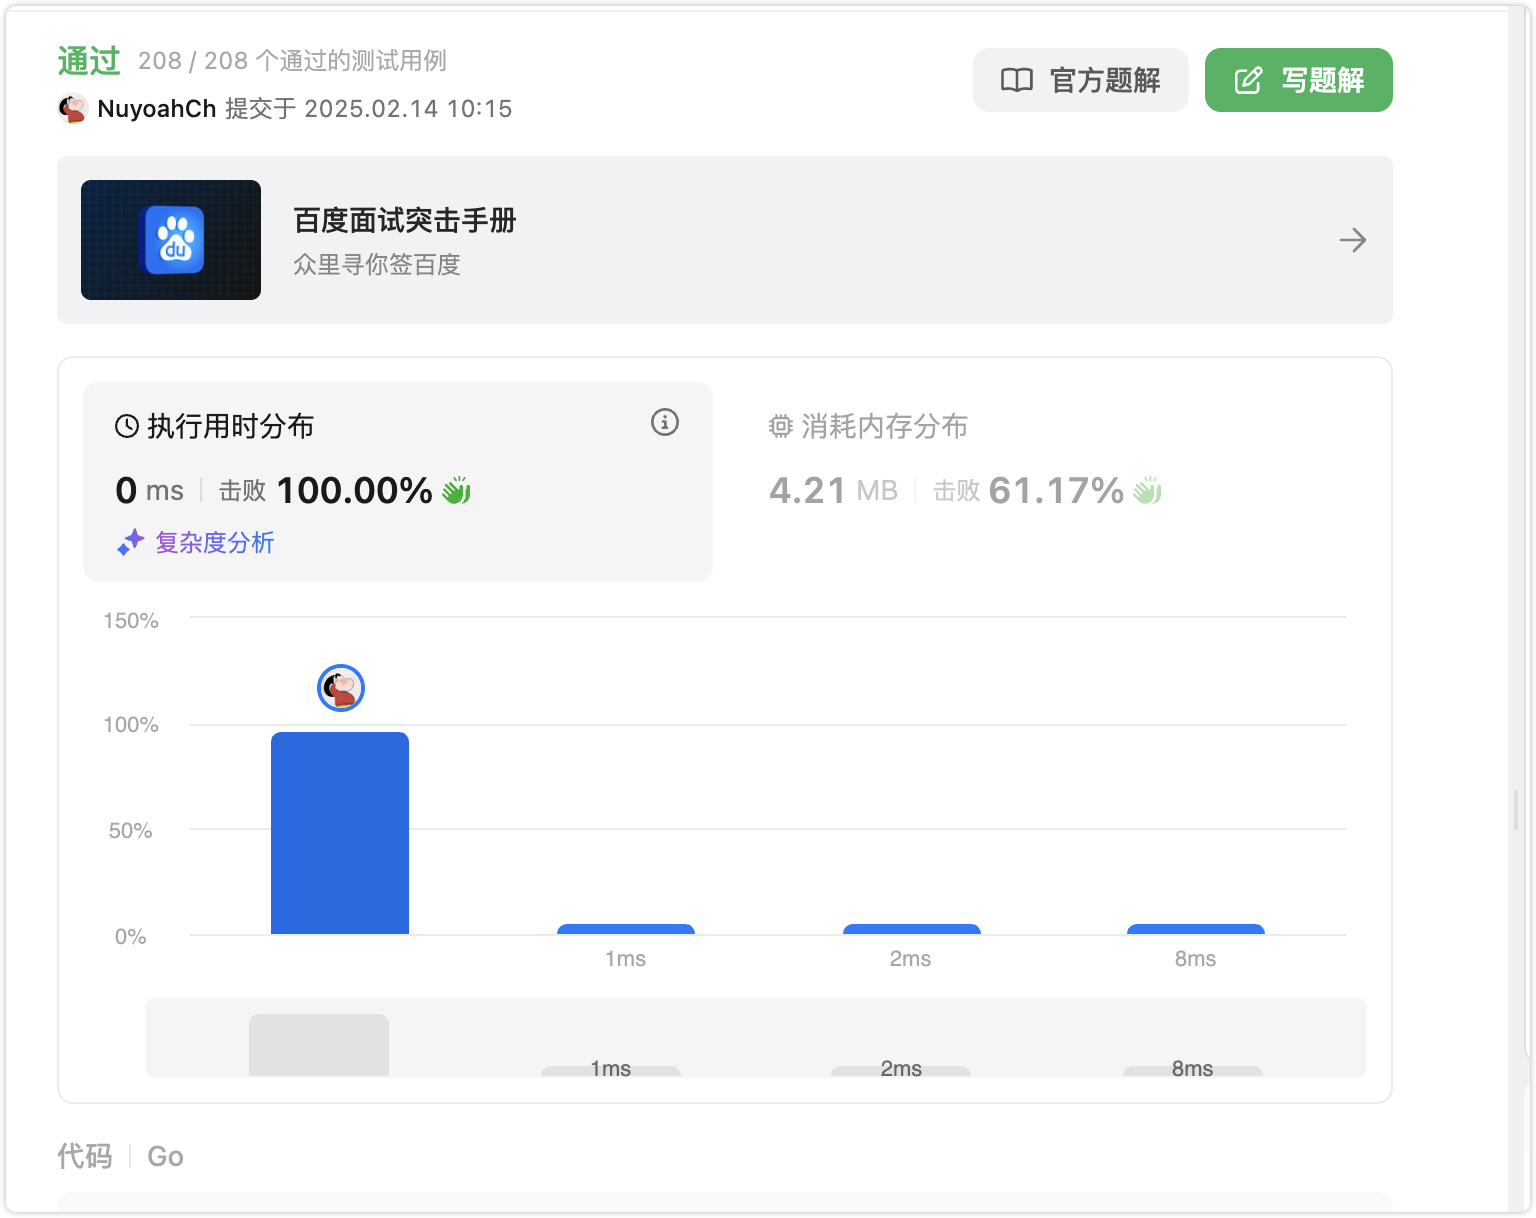 通过 208 / 208 个通过的测试用例
NuyoahCh 提交于 2025.02.14 10:15
官方题解
写题解
du
百度面试突击手册
众里寻你签百度
执行用时分布
0 ms 击败 100.00%
复杂度分析
消耗内存分布
4.21 MB 击败 61.17%
150%
100%
50%
0%
1ms 2ms 8ms
1ms 2ms 8ms
代码 Go